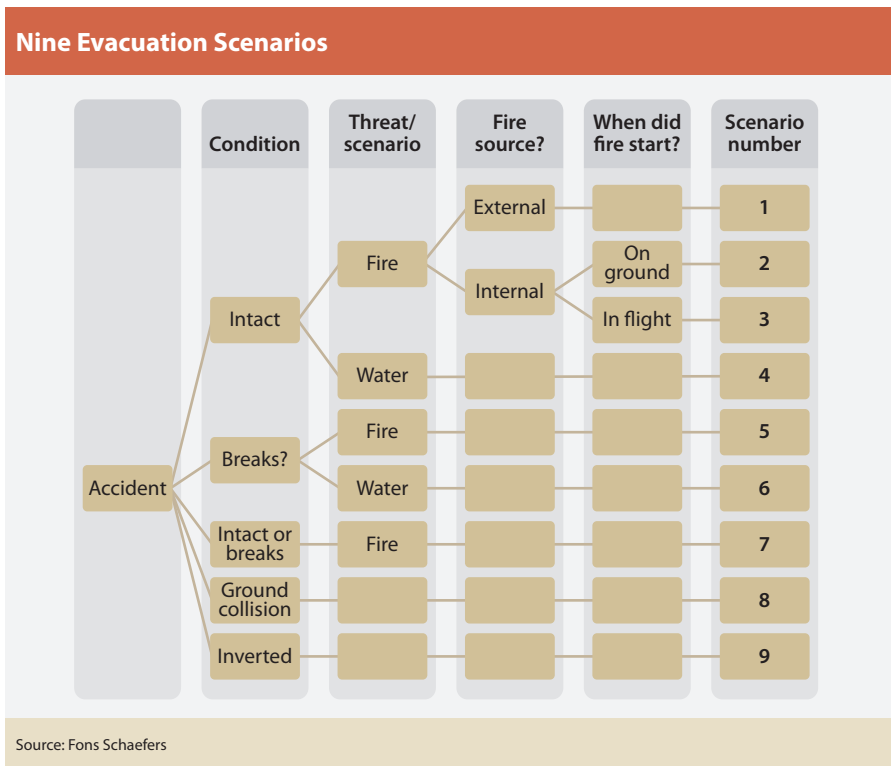 Nine Evacuation Scenarios
Condition
Threat/
scenario
Fire
source?
When did
fire start?
Scenario
number
External
1
Fire
On
ground
2
Internal
Intact
In flight
3
Water
4
Fire
5
Breaks?
Accident
Water
6
Intact or
breaks
Fire
7
Ground
collision
8
Inverted
9
Source: Fons Schaefers